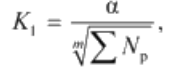 K₁ = α / ᵐ√(∑ Nₚ),